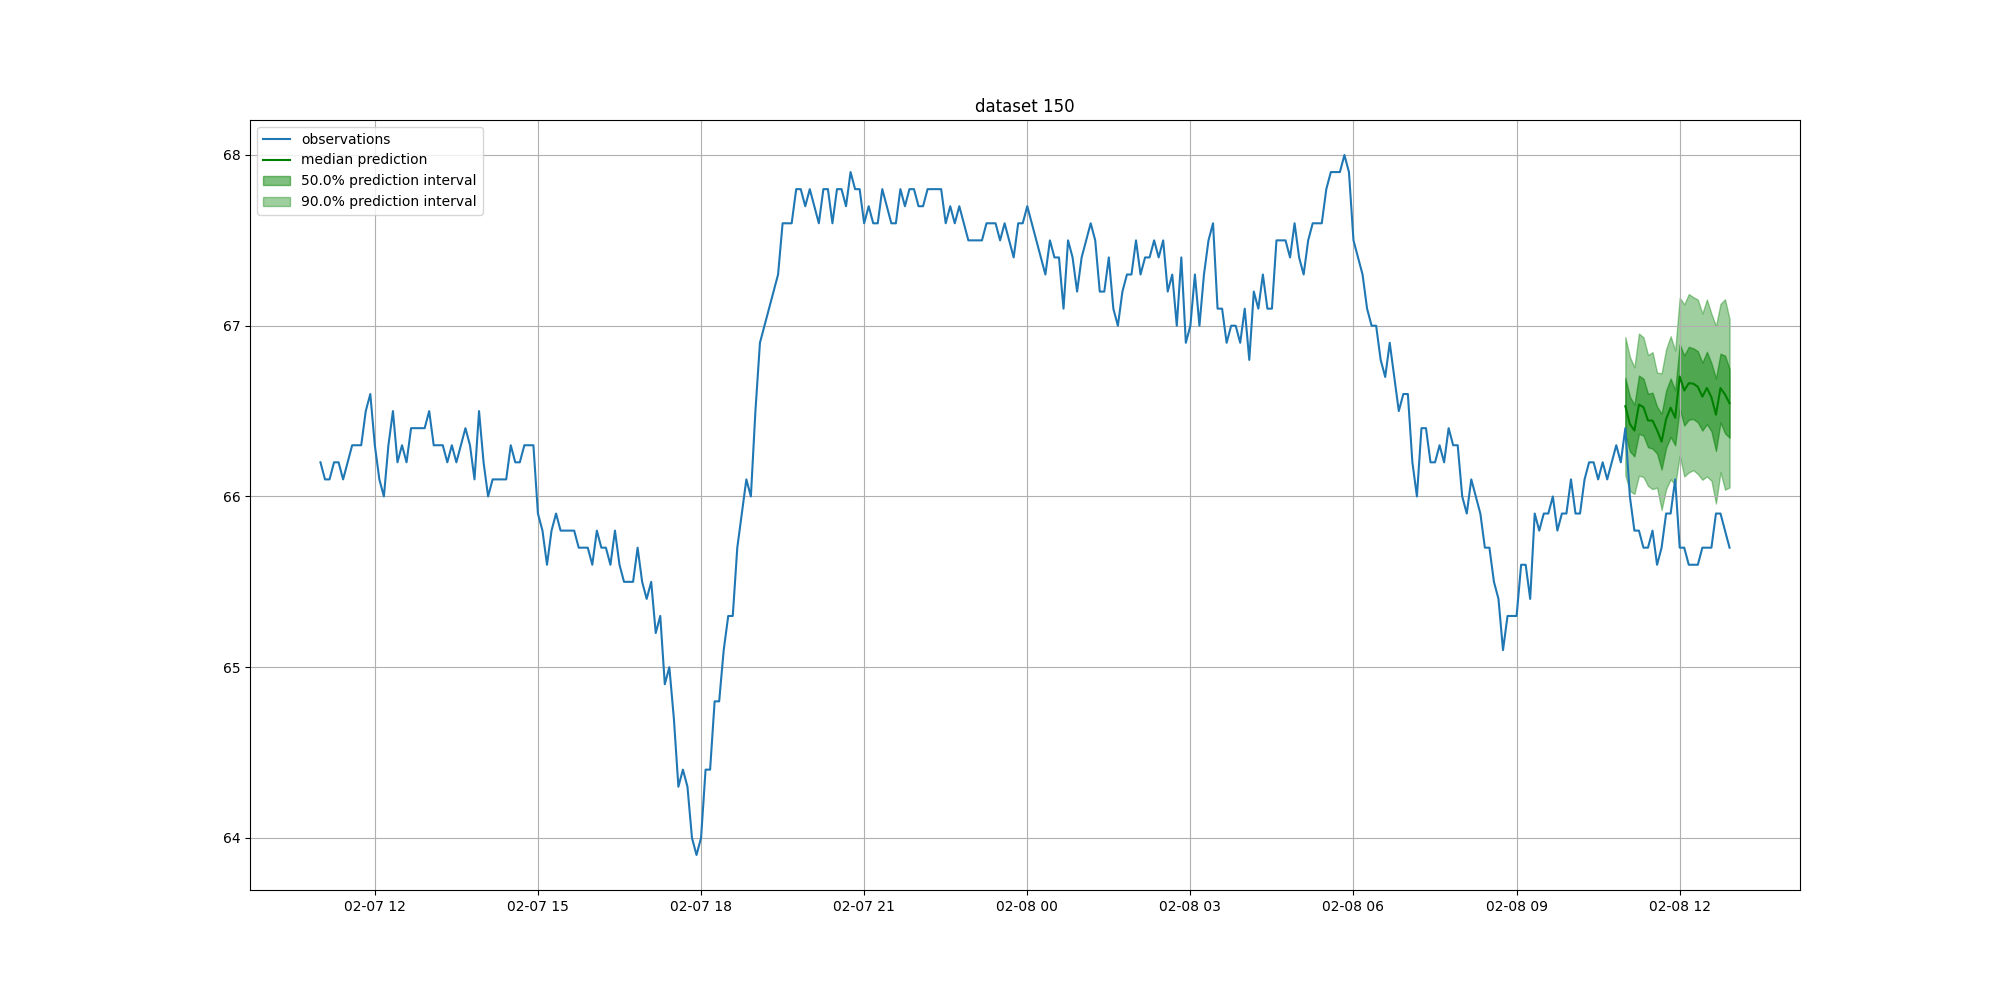 dataset 150
observations
median prediction
50.0% prediction interval
90.0% prediction interval
68
67
66
65
64
02-07 12
02-07 15
02-07 18
02-07 21
02-08 00
02-08 03
02-08 06
02-08 09
02-08 12